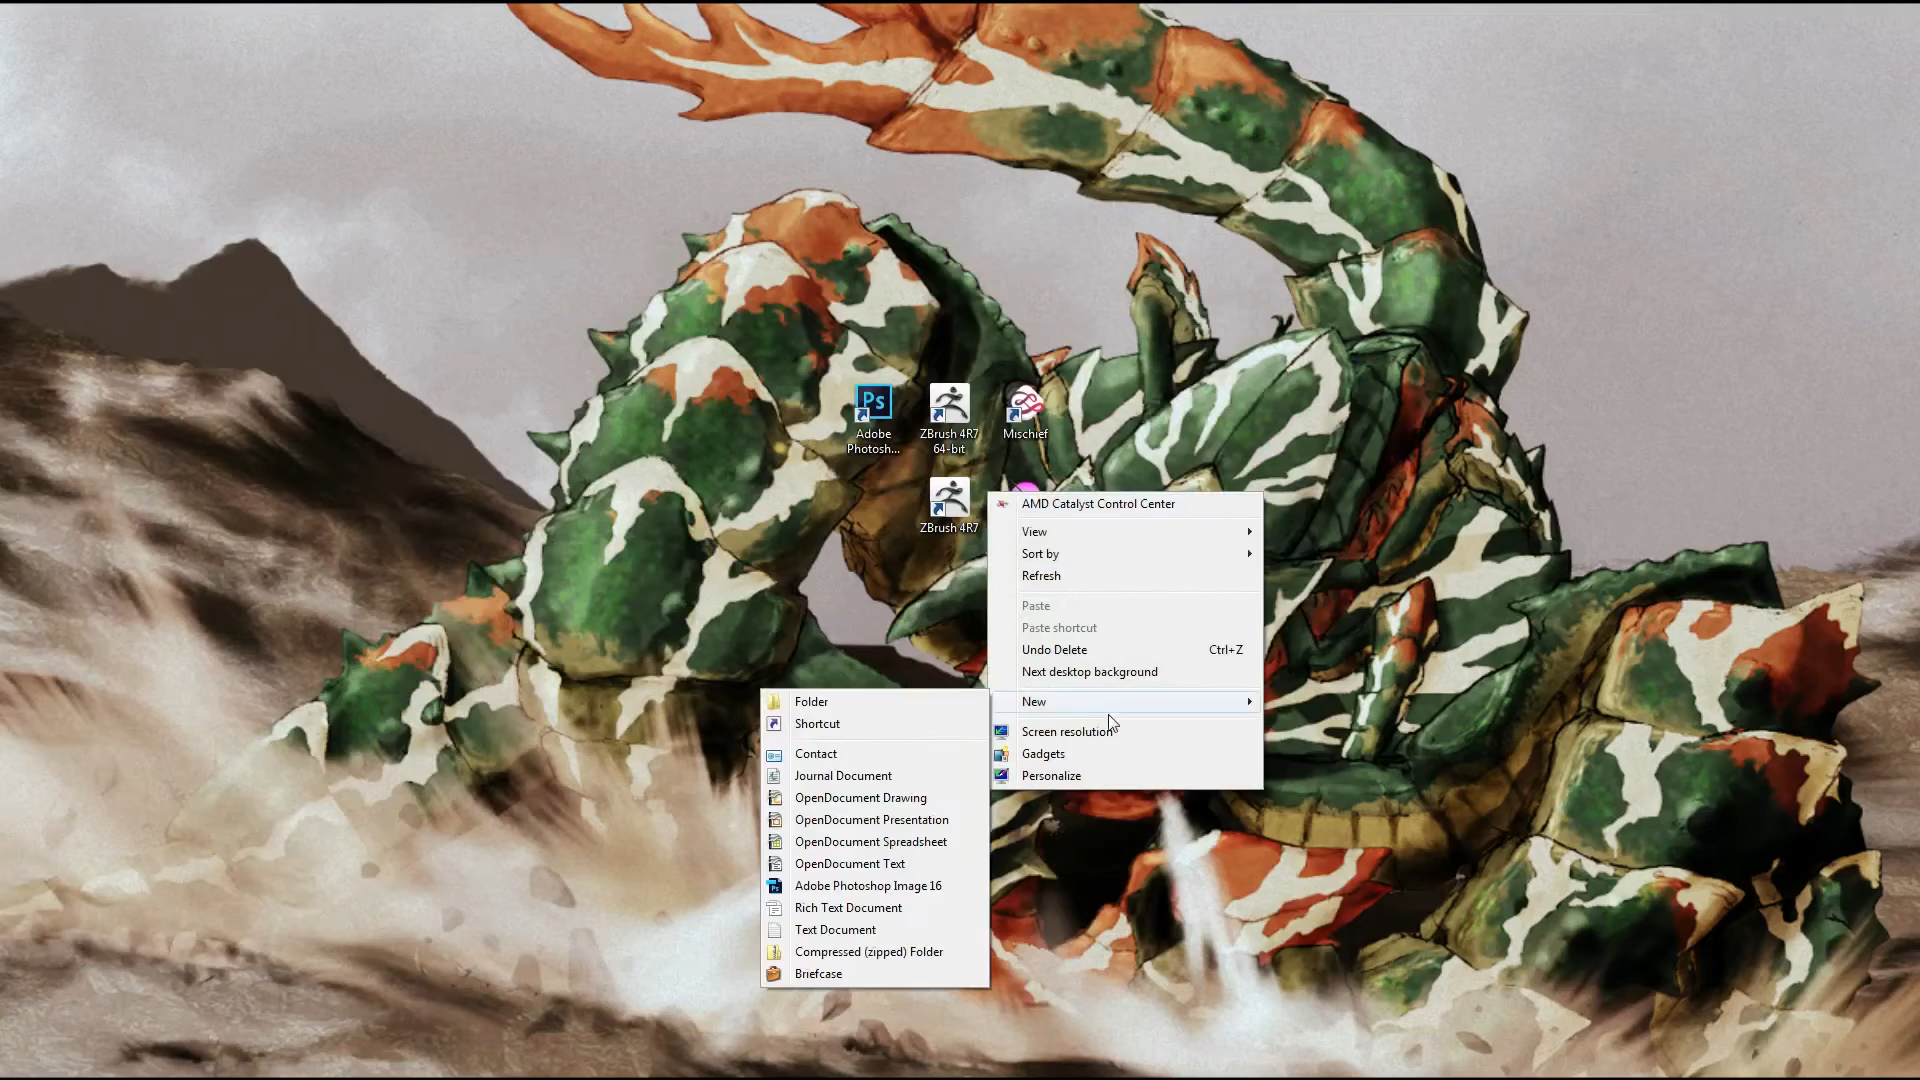 Ps
Adobe
Photosh...
ZBrush 4R7
64-bit
Mischief
ZBrush 4R7
AMD Catalyst Control Center
View
Sort by
Refresh
Paste
Paste shortcut
Undo Delete Ctrl+Z
Next desktop background
New
Screen resolution
Gadgets
Personalize
Folder
Shortcut
Contact
Journal Document
OpenDocument Drawing
OpenDocument Presentation
OpenDocument Spreadsheet
OpenDocument Text
Adobe Photoshop Image 16
Rich Text Document
Text Document
Compressed (zipped) Folder
Briefcase